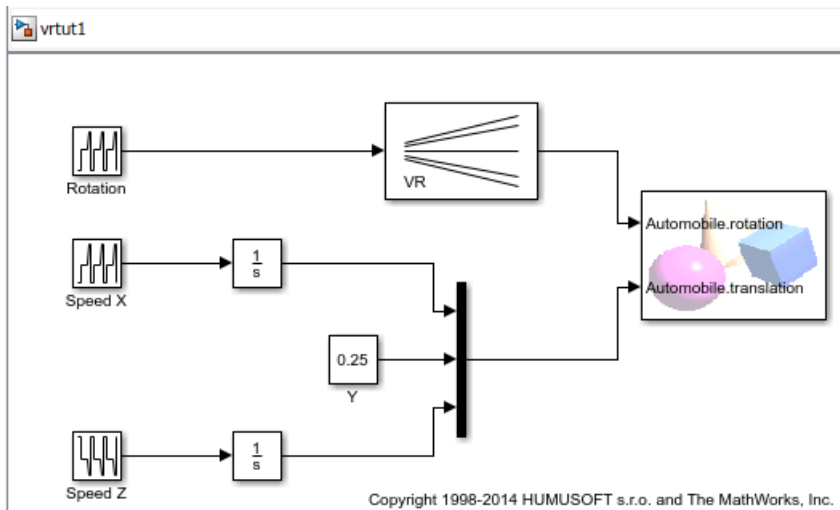 vrtut1
Rotation
VR
Automobile.rotation
Speed X
1
s
Automobile.translation
0.25
Y
Speed Z
1
s
Copyright 1998-2014 HUMUSOFT s.r.o. and The MathWorks, Inc.